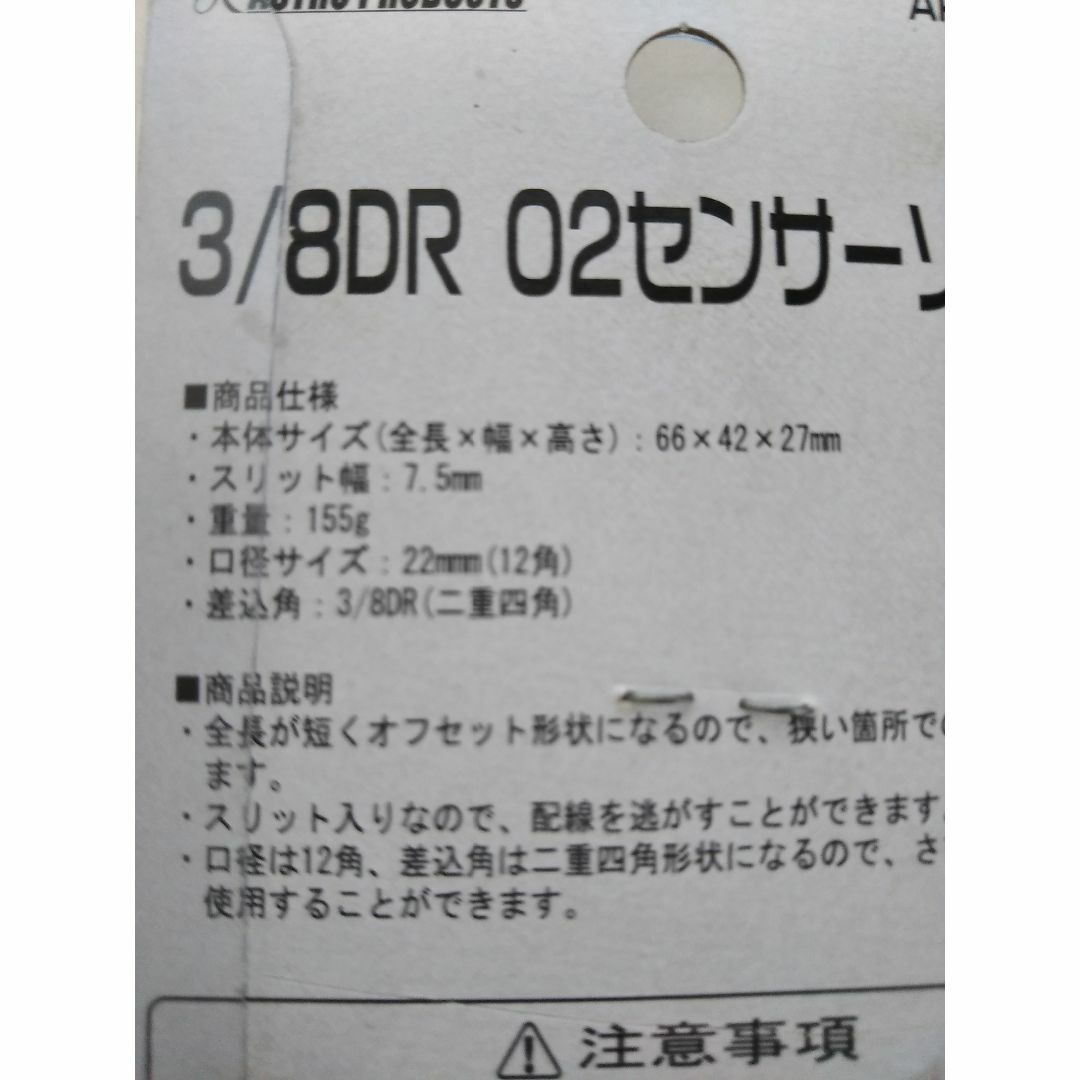 ASTRO PRODUCTS
3/8DR O2センサーソ
■商品仕様
・本体サイズ(全長×幅×高さ):66×42×27mm
・スリット幅:7.5mm
・重量:155g
・口径サイズ:22mmm(12角)
・差込角:3/8DR(二重四角)
■商品説明
・全長が短くオフセット形状になるので、狭い箇所での
ます。
・スリット入りなので、配線を逃がすことができます。
・口径は12角、差込角は二重四角形状になるので、さ
使用することができます。
注意事項